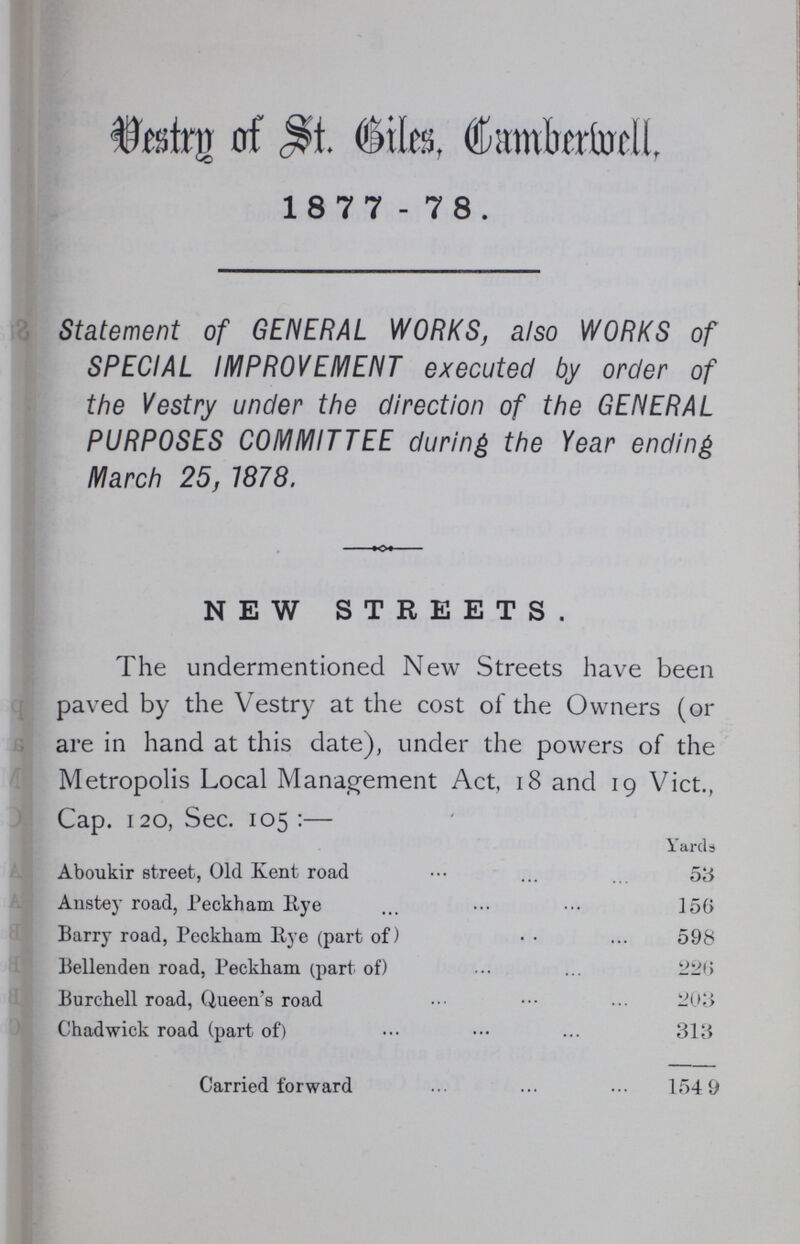 Vestry of St. Giles, Camberwell,
1877-78.
Statement of GENERAL WORKS, also WORKS of
SPECIAL IMPROVEMENT executed by order of
the Vestry under the direction of the GENERAL
PURPOSES COMMITTEE during the Year ending
March 25, 1878.
NEW STREETS.
The undermentioned New Streets have been
paved by the Vestry at the cost of the Owners (or
are in hand at this date), under the powers of the
Metropolis Local Management Act, 18 and 19 Vict.,
Cap. 120, Sec. 105 :—
Yards
Aboukir street, Old Kent road ... ... ... 53
Anstey road, Peckham Rye ... ... ... 156
Barry road, Peckham Rye (part of) .. ... 598
Bellenden road, Peckham (part of) ... ... 226
Burchell road, Queen's road ... ... ... 203
Chadwick road (part of) ... ... ... 313
Carried forward ... ... ... 1549